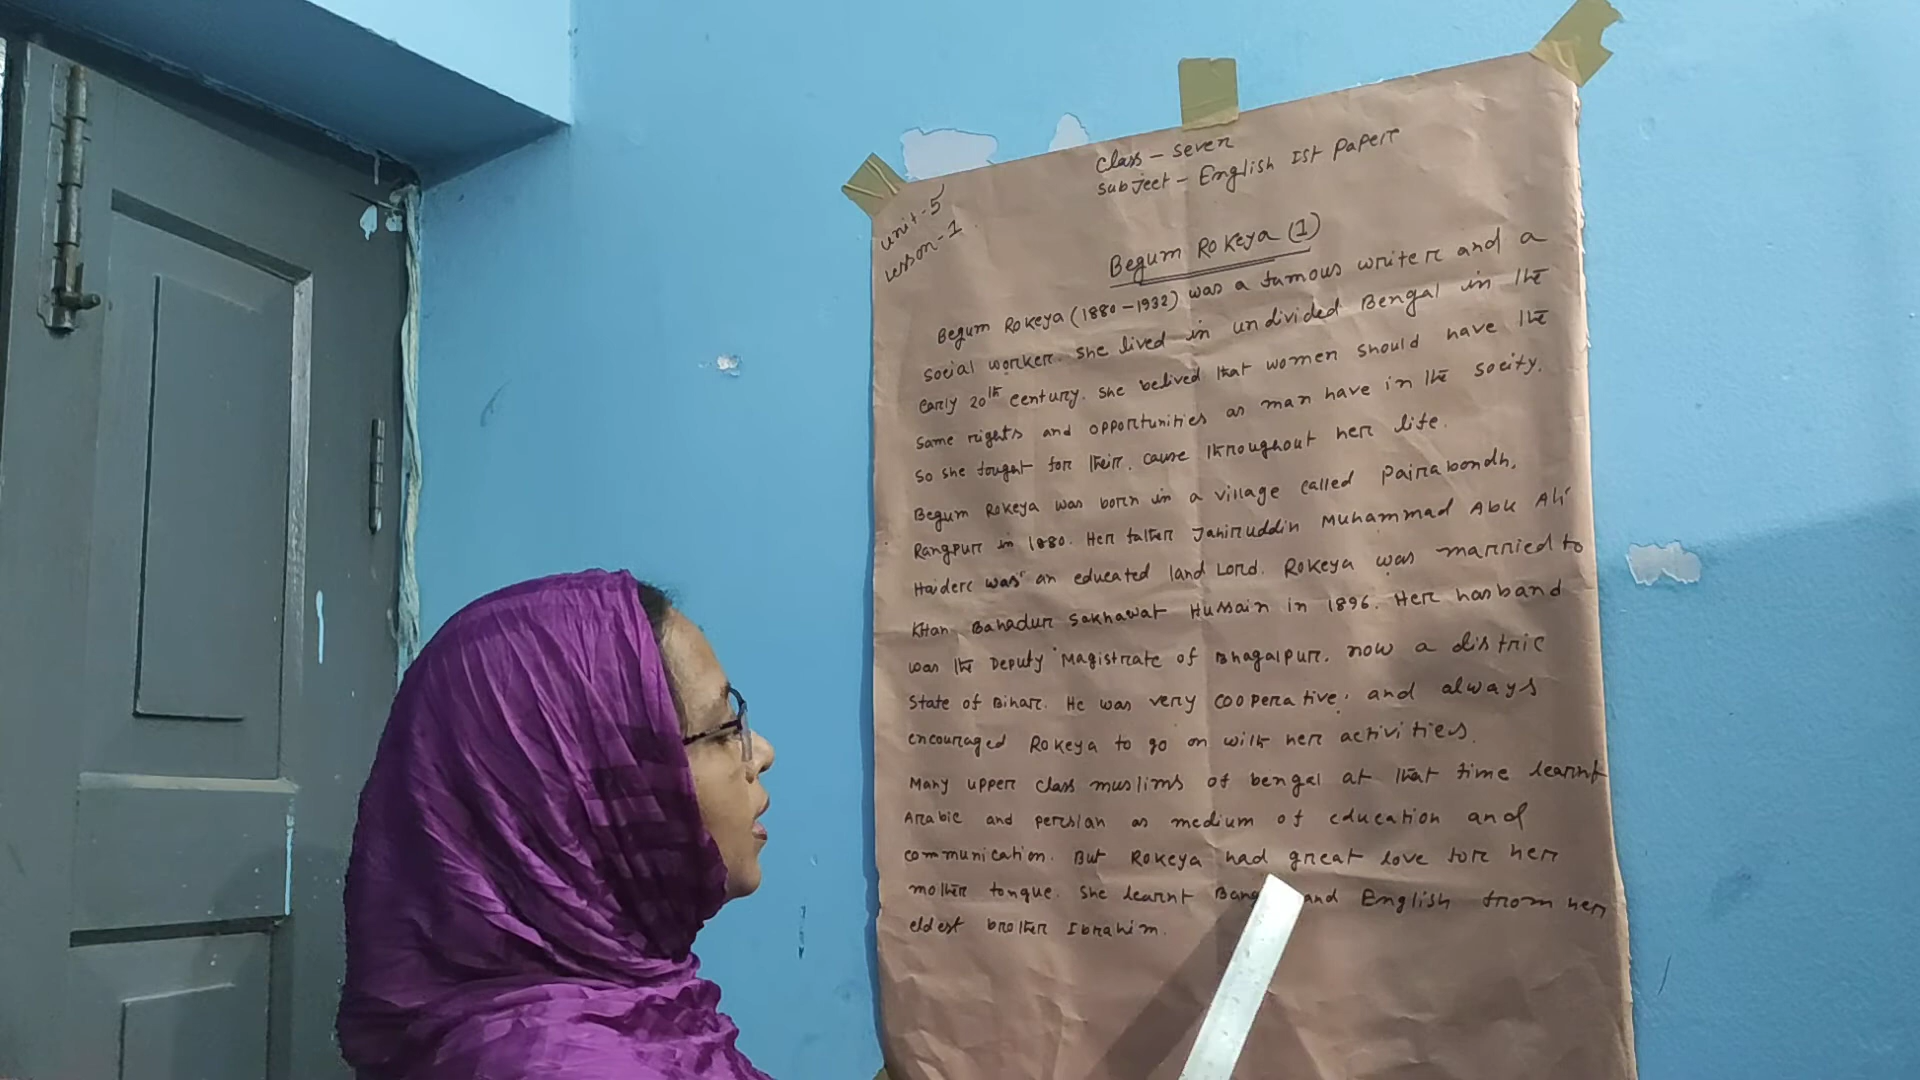 Class - Seven
Subject - English 1st Paper
Unit-5
Lesson-1
Begum Rokeya (1)
Begum Rokeya (1880-1932) was a famous writer and a
social worker. She lived in undivided Bengal in the
early 20th century. She belived that women should have the
same rights and opportunities as man have in the socity.
So she fought for their. cause throughout her life.
Begum Rokeya was born in a village called Pairabondh,
Rangpur in 1880. Her father Jahiruddin Muhammad Abu Ali
Haider was an educated land Lord. Rokeya was married to
Khan Bahadur Sakhawat Hussain in 1896. Her hasband
was the Deputy Magistrate of Bhagalpur. now a distric
State of Bihar. He was very cooperative. and always
encouraged Rokeya to go on with her activities.
Many upper class muslims of bengal at that time learnt
Arabic and persian as medium of education and
communication. But Rokeya had great love for her
mother tongue. She learnt and English from her
eldest brother Ibrahim.